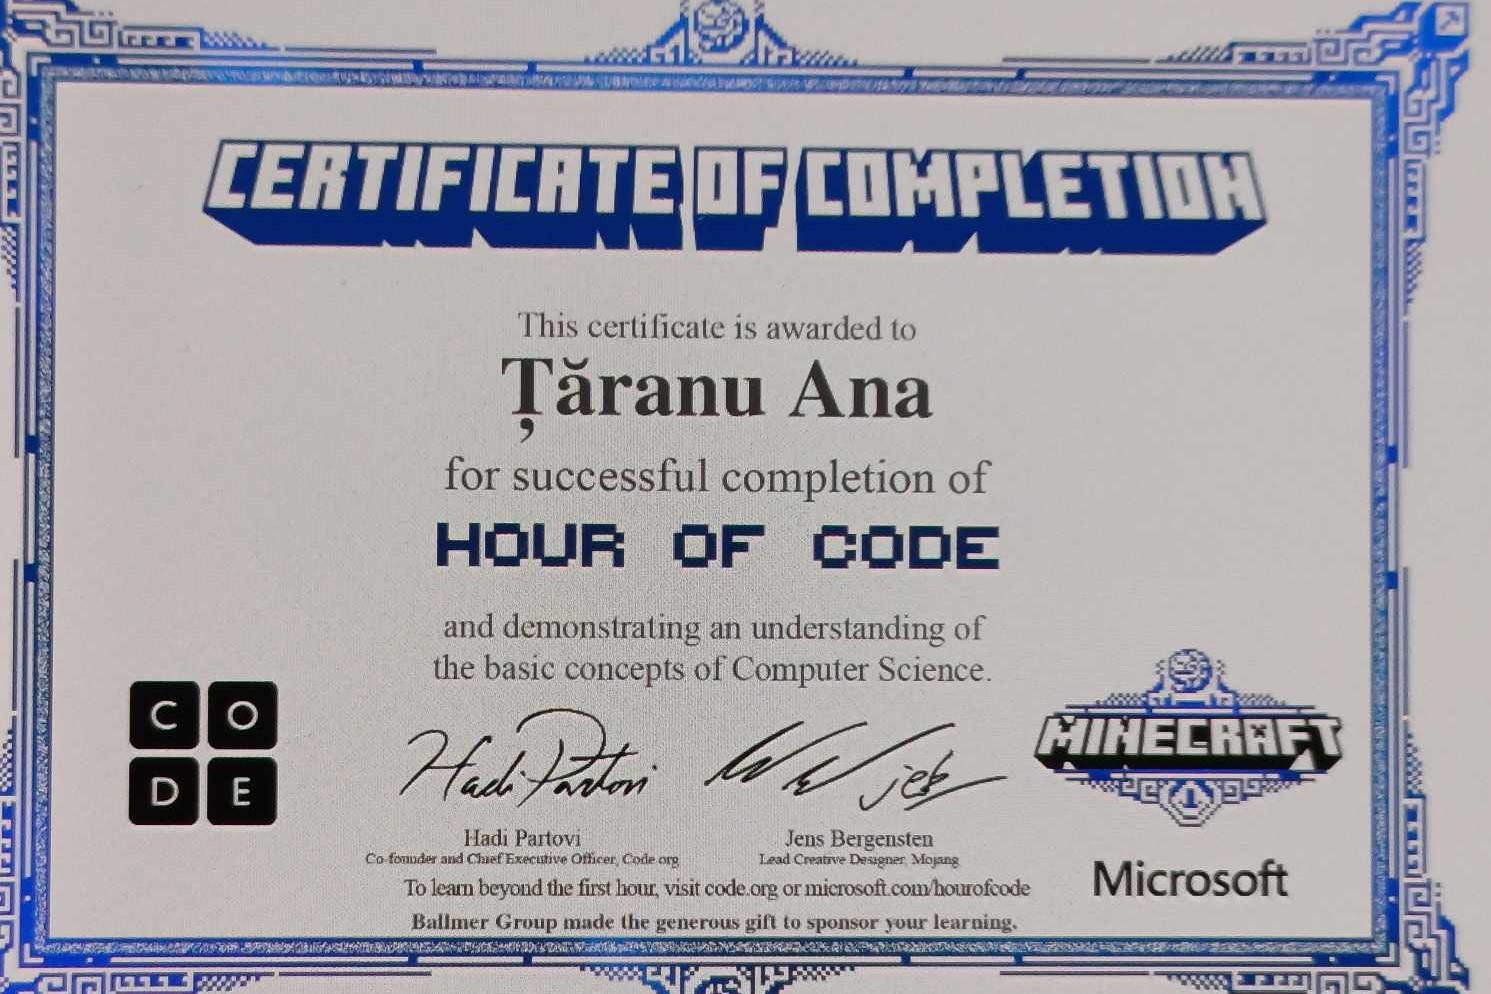 CERTIFICATE OF COMPLETION
This certificate is awarded to
Țăranu Ana
for successful completion of
HOUR OF CODE
and demonstrating an understanding of
the basic concepts of Computer Science.
C O
D E
Hadi Partovi
jeb
MINECRAFT
Hadi Partovi
Co-founder and Chief Executive Officer, Code.org
Jens Bergensten
Lead Creative Designer, Mojang
Microsoft
To learn beyond the first hour, visit code.org or microsoft.com/hourofcode
Ballmer Group made the generous gift to sponsor your learning.